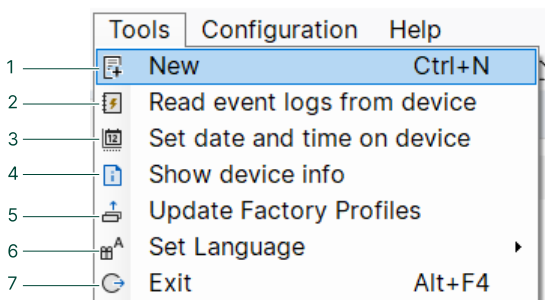 Tools Configuration Help
1 New Ctrl+N
2 Read event logs from device
3 12 Set date and time on device
4 i Show device info
5 Update Factory Profiles
6 A Set Language
7 Exit Alt+F4